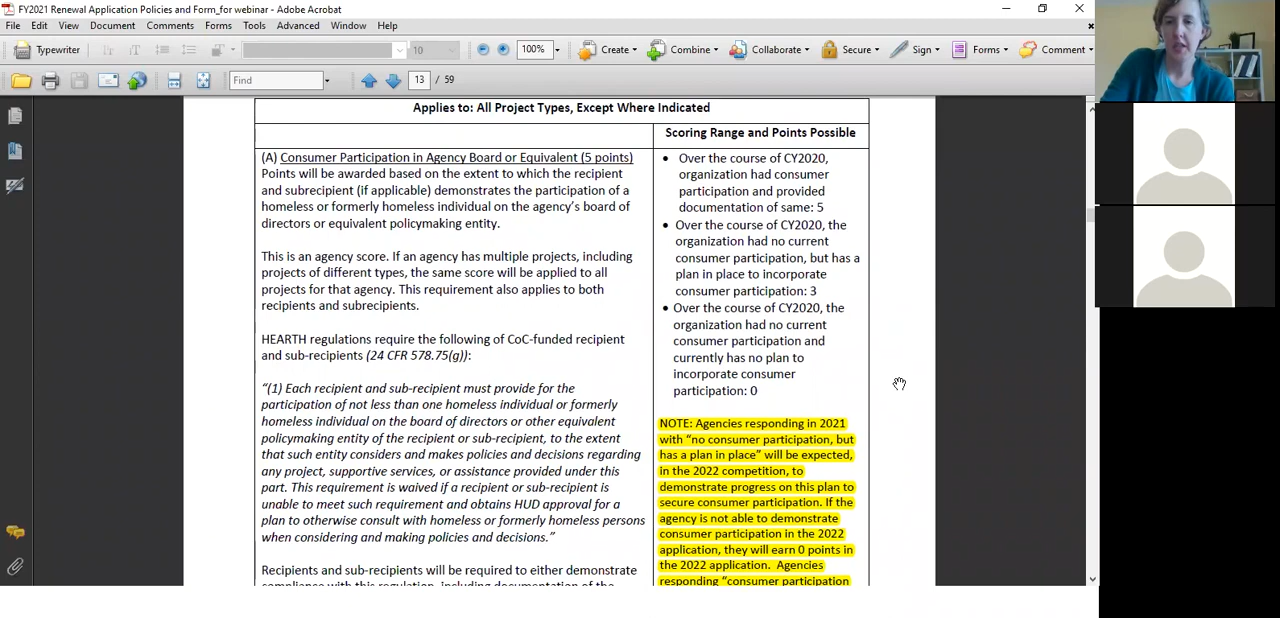 FY2021 Renewal Application Policies and Form_for webinar - Adobe Acrobat
File Edit View Document Comments Forms Tools Advanced Window Help
Typewriter 10 100% Create Combine Collaborate Secure Sign Forms Comment
Find 13 / 59
Applies to: All Project Types, Except Where Indicated
Scoring Range and Points Possible
(A) Consumer Participation in Agency Board or Equivalent (5 points)
Points will be awarded based on the extent to which the recipient
and subrecipient (if applicable) demonstrates the participation of a
homeless or formerly homeless individual on the agency's board of
directors or equivalent policymaking entity.
This is an agency score. If an agency has multiple projects, including
projects of different types, the same score will be applied to all
projects for that agency. This requirement also applies to both
recipients and subrecipients.
HEARTH regulations require the following of CoC-funded recipient
and sub-recipients (24 CFR 578.75(g)):
"(1) Each recipient and sub-recipient must provide for the
participation of not less than one homeless individual or formerly
homeless individual on the board of directors or other equivalent
policymaking entity of the recipient or sub-recipient, to the extent
that such entity considers and makes policies and decisions regarding
any project, supportive services, or assistance provided under this
part. This requirement is waived if a recipient or sub-recipient is
unable to meet such requirement and obtains HUD approval for a
plan to otherwise consult with homeless or formerly homeless persons
when considering and making policies and decisions."
Recipients and sub-recipients will be required to either demonstrate
compliance with this regulation, including documentation of the
• Over the course of CY2020,
organization had consumer
participation and provided
documentation of same: 5
• Over the course of CY2020, the
organization had no current
consumer participation, but has a
plan in place to incorporate
consumer participation: 3
• Over the course of CY2020, the
organization had no current
consumer participation and
currently has no plan to
incorporate consumer
participation: 0
NOTE: Agencies responding in 2021
with "no consumer participation, but
has a plan in place" will be expected,
in the 2022 competition, to
demonstrate progress on this plan to
secure consumer participation. If the
agency is not able to demonstrate
consumer participation in the 2022
application, they will earn 0 points in
the 2022 application. Agencies
responding "consumer participation